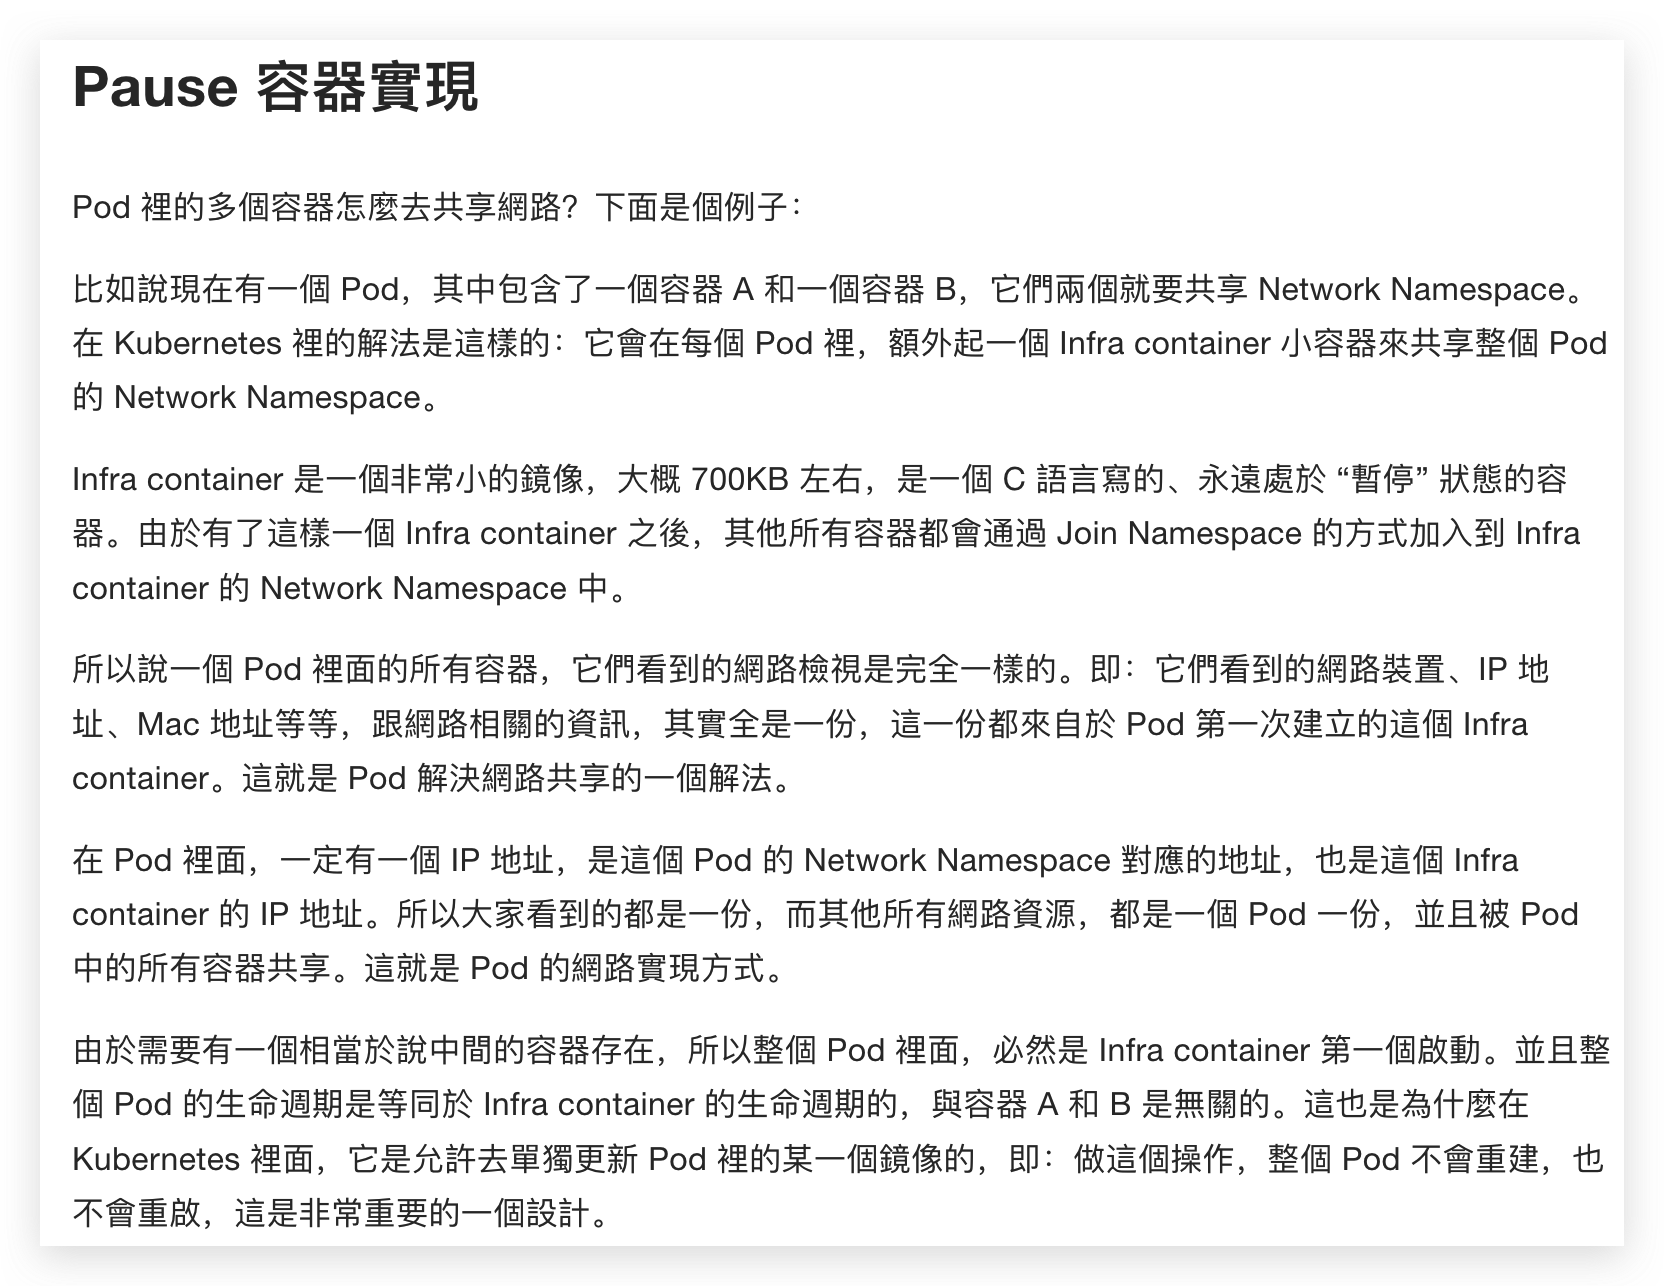 Pause 容器實現
Pod 裡的多個容器怎麼去共享網路？下面是個例子：
比如說現在有一個 Pod，其中包含了一個容器 A 和一個容器 B，它們兩個就要共享 Network Namespace。
在 Kubernetes 裡的解法是這樣的：它會在每個 Pod 裡，額外起一個 Infra container 小容器來共享整個 Pod
的 Network Namespace。
Infra container 是一個非常小的鏡像，大概 700KB 左右，是一個 C 語言寫的、永遠處於 “暫停” 狀態的容
器。由於有了這樣一個 Infra container 之後，其他所有容器都會通過 Join Namespace 的方式加入到 Infra
container 的 Network Namespace 中。
所以說一個 Pod 裡面的所有容器，它們看到的網路檢視是完全一樣的。即：它們看到的網路裝置、IP 地
址、Mac 地址等等，跟網路相關的資訊，其實全是一份，這一份都來自於 Pod 第一次建立的這個 Infra
container。這就是 Pod 解決網路共享的一個解法。
在 Pod 裡面，一定有一個 IP 地址，是這個 Pod 的 Network Namespace 對應的地址，也是這個 Infra
container 的 IP 地址。所以大家看到的都是一份，而其他所有網路資源，都是一個 Pod 一份，並且被 Pod
中的所有容器共享。這就是 Pod 的網路實現方式。
由於需要有一個相當於說中間的容器存在，所以整個 Pod 裡面，必然是 Infra container 第一個啟動。並且整
個 Pod 的生命週期是等同於 Infra container 的生命週期的，與容器 A 和 B 是無關的。這也是為什麼在
Kubernetes 裡面，它是允許去單獨更新 Pod 裡的某一個鏡像的，即：做這個操作，整個 Pod 不會重建，也
不會重啟，這是非常重要的一個設計。